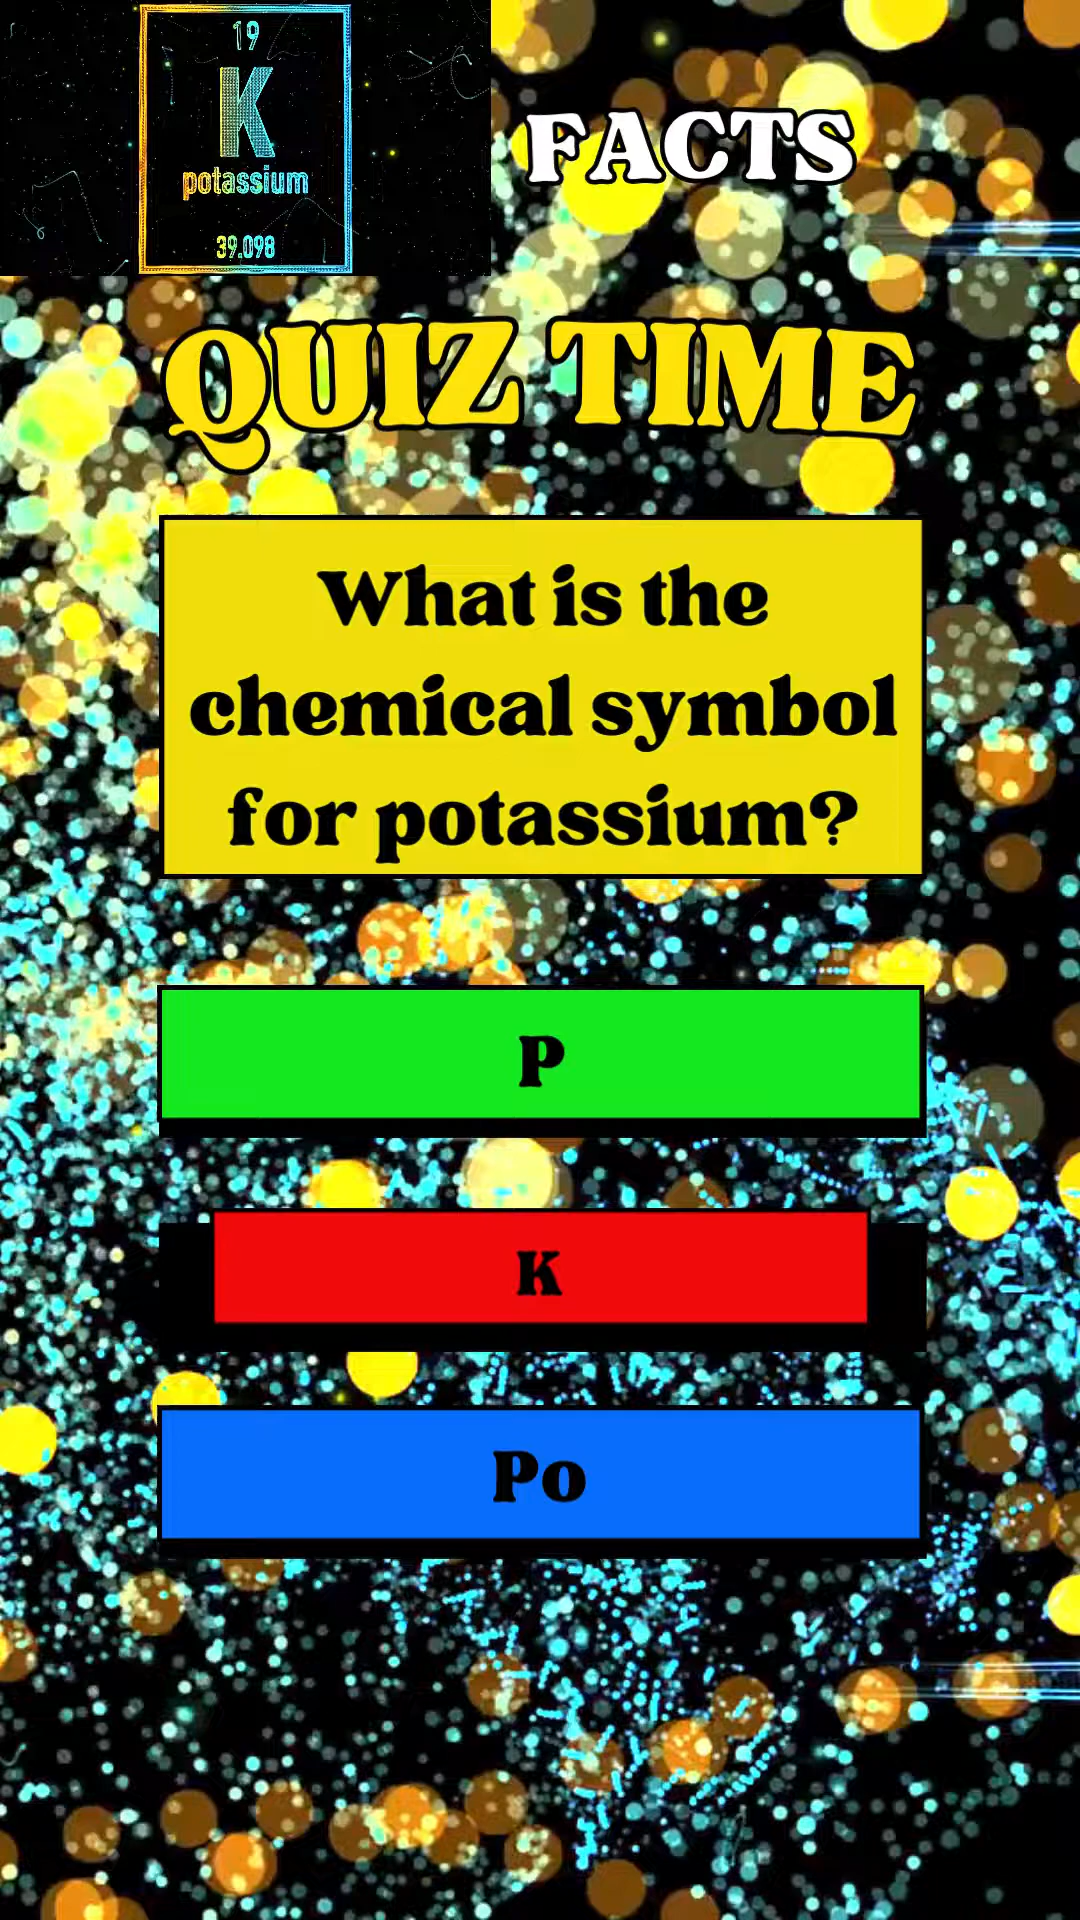 19
K
potassium
39.098
FACTS
QUIZ TIME
What is the
chemical symbol
for potassium?
P
K
Po